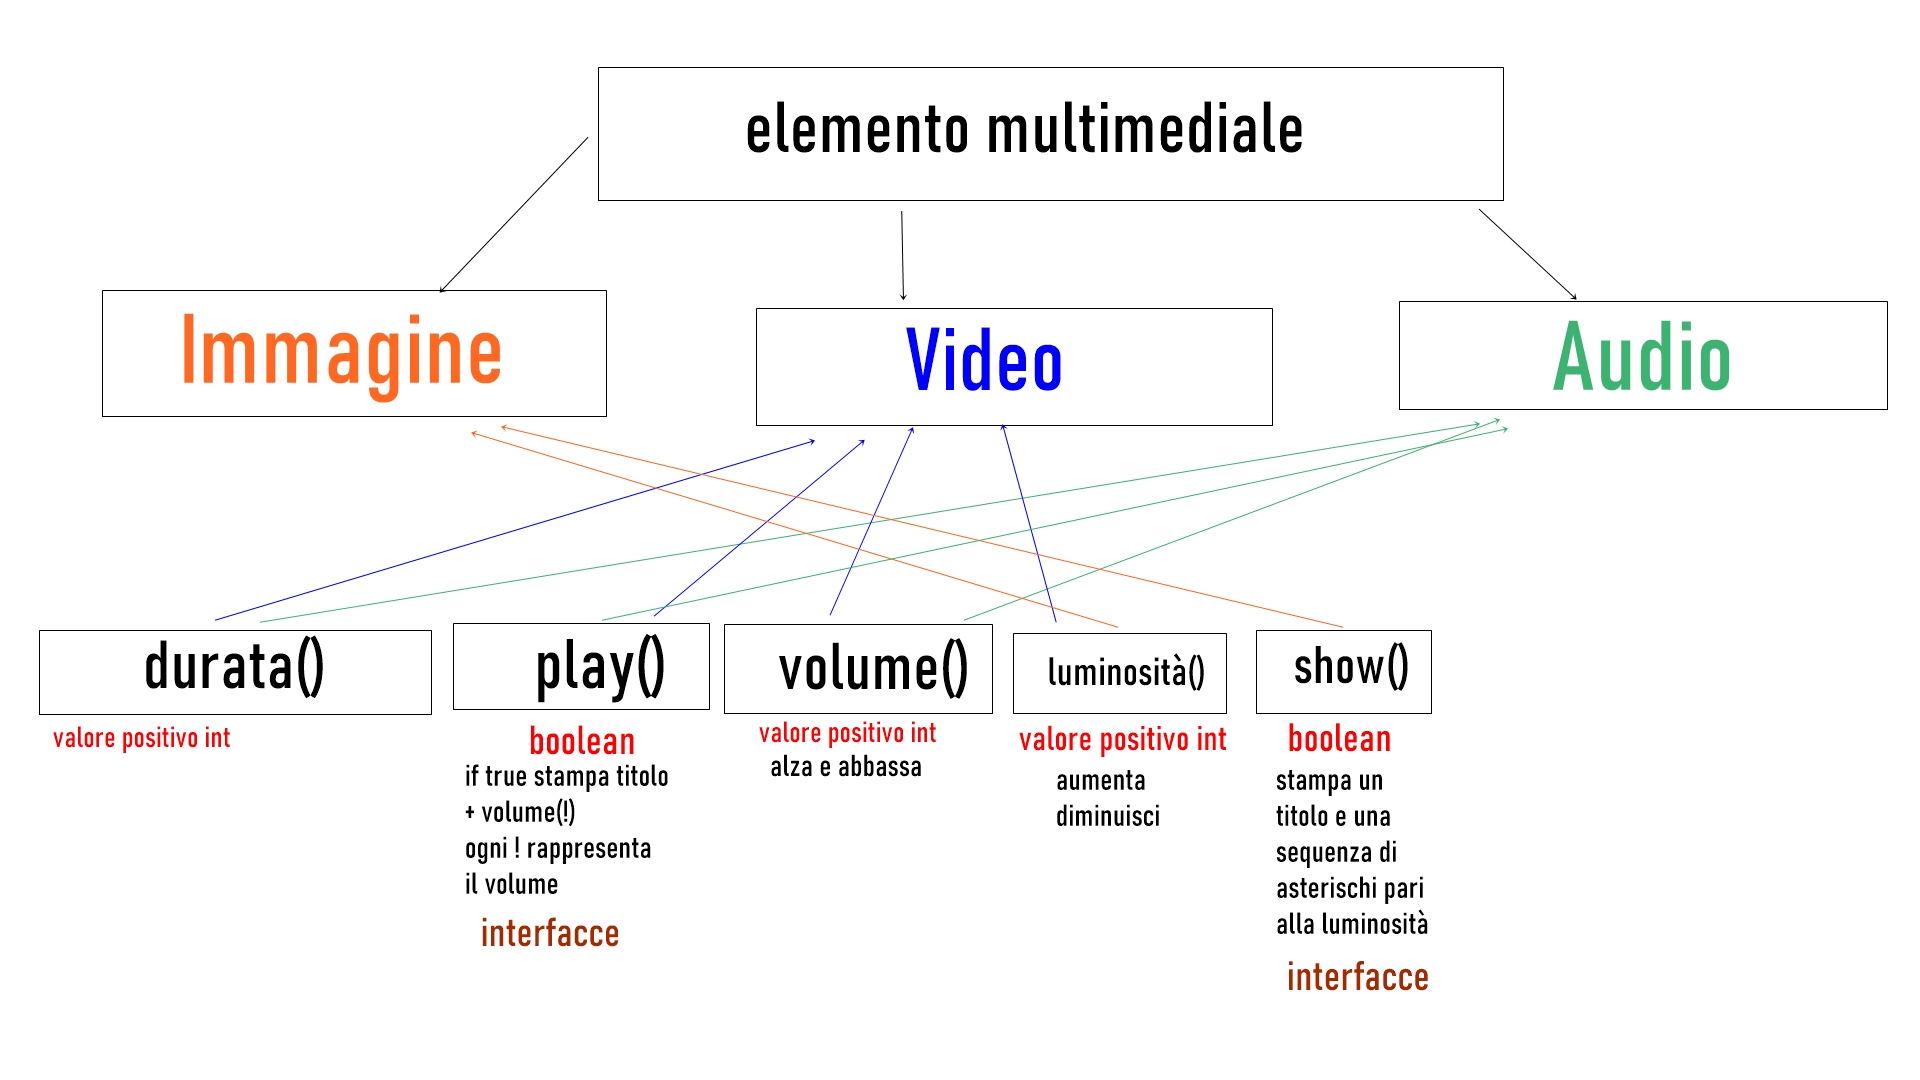 elemento multimediale
Immagine
Video
Audio
durata()
valore positivo int
play()
boolean
if true stampa titolo
+ volume(!)
ogni ! rappresenta
il volume
interfacce
volume()
valore positivo int
alza e abbassa
luminosità()
valore positivo int
aumenta
diminuisci
show()
boolean
stampa un
titolo e una
sequenza di
asterischi pari
alla luminosità
interfacce